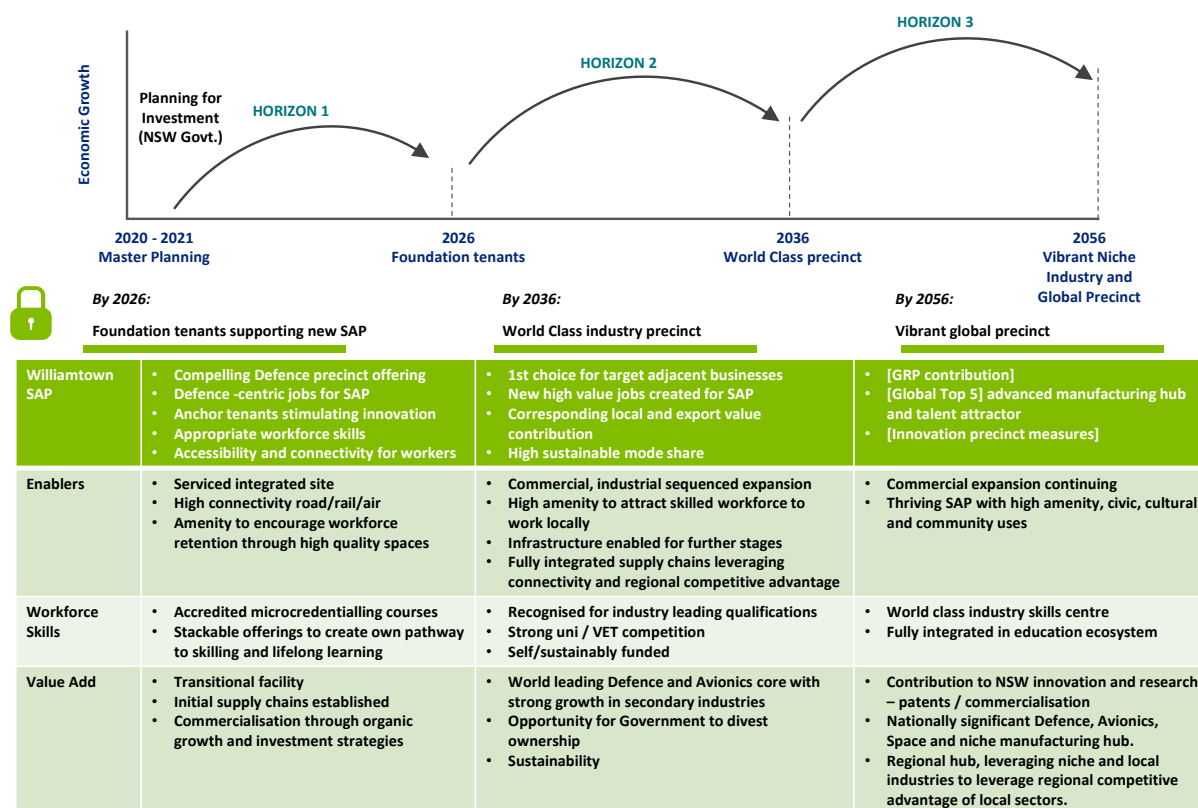 Economic Growth
Planning for
Investment
(NSW Govt.)
HORIZON 1
HORIZON 2
HORIZON 3
2020 - 2021
Master Planning
2026
Foundation tenants
2036
World Class precinct
2056
Vibrant Niche
Industry and
Global Precinct
By 2026:
Foundation tenants supporting new SAP
By 2036:
World Class industry precinct
By 2056:
Vibrant global precinct
Williamtown
SAP
• Compelling Defence precinct offering
• Defence -centric jobs for SAP
• Anchor tenants stimulating innovation
• Appropriate workforce skills
• Accessibility and connectivity for workers
• 1st choice for target adjacent businesses
• New high value jobs created for SAP
• Corresponding local and export value
contribution
• High sustainable mode share
• [GRP contribution]
• [Global Top 5] advanced manufacturing hub
and talent attractor
• [Innovation precinct measures]
Enablers
• Serviced integrated site
• High connectivity road/rail/air
• Amenity to encourage workforce
retention through high quality spaces
• Commercial, industrial sequenced expansion
• High amenity to attract skilled workforce to
work locally
• Infrastructure enabled for further stages
• Fully integrated supply chains leveraging
connectivity and regional competitive advantage
• Commercial expansion continuing
• Thriving SAP with high amenity, civic, cultural
and community uses
Workforce
Skills
• Accredited microcredentialling courses
• Stackable offerings to create own pathway
to skilling and lifelong learning
• Recognised for industry leading qualifications
• Strong uni / VET competition
• Self/sustainably funded
• World class industry skills centre
• Fully integrated in education ecosystem
Value Add
• Transitional facility
• Initial supply chains established
• Commercialisation through organic
growth and investment strategies
• World leading Defence and Avionics core with
strong growth in secondary industries
• Opportunity for Government to divest
ownership
• Sustainability
• Contribution to NSW innovation and research
– patents / commercialisation
• Nationally significant Defence, Avionics,
Space and niche manufacturing hub.
• Regional hub, leveraging niche and local
industries to leverage regional competitive
advantage of local sectors.